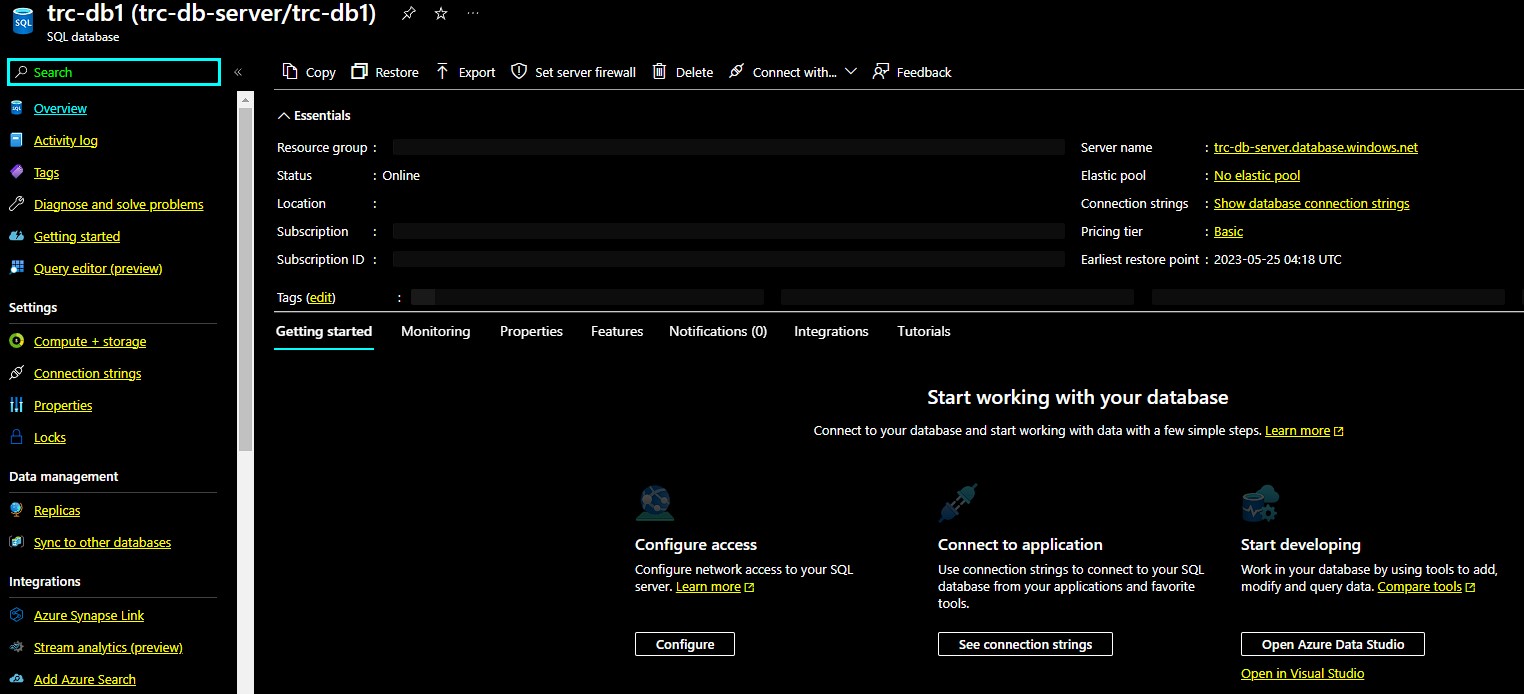 trc-db1 (trc-db-server/trc-db1)
SQL
SQL database
Search
Overview
Activity log
Tags
Diagnose and solve problems
Getting started
Query editor (preview)
Settings
Compute + storage
Connection strings
Properties
Locks
Data management
Replicas
Sync to other databases
Integrations
Azure Synapse Link
Stream analytics (preview)
Add Azure Search
Copy Restore Export Set server firewall Delete Connect with... Feedback
Essentials
Resource group :
Status : Online
Location :
Subscription :
Subscription ID :
Tags (edit) :
Server name : trc-db-server.database.windows.net
Elastic pool : No elastic pool
Connection strings : Show database connection strings
Pricing tier : Basic
Earliest restore point : 2023-05-25 04:18 UTC
Getting started Monitoring Properties Features Notifications (0) Integrations Tutorials
Start working with your database
Connect to your database and start working with data with a few simple steps. Learn more
Configure access
Configure network access to your SQL
server. Learn more
Configure
Connect to application
Use connection strings to connect to your SQL
database from your applications and favorite
tools.
See connection strings
Start developing
Work in your database by using tools to add,
modify and query data. Compare tools
Open Azure Data Studio
Open in Visual Studio